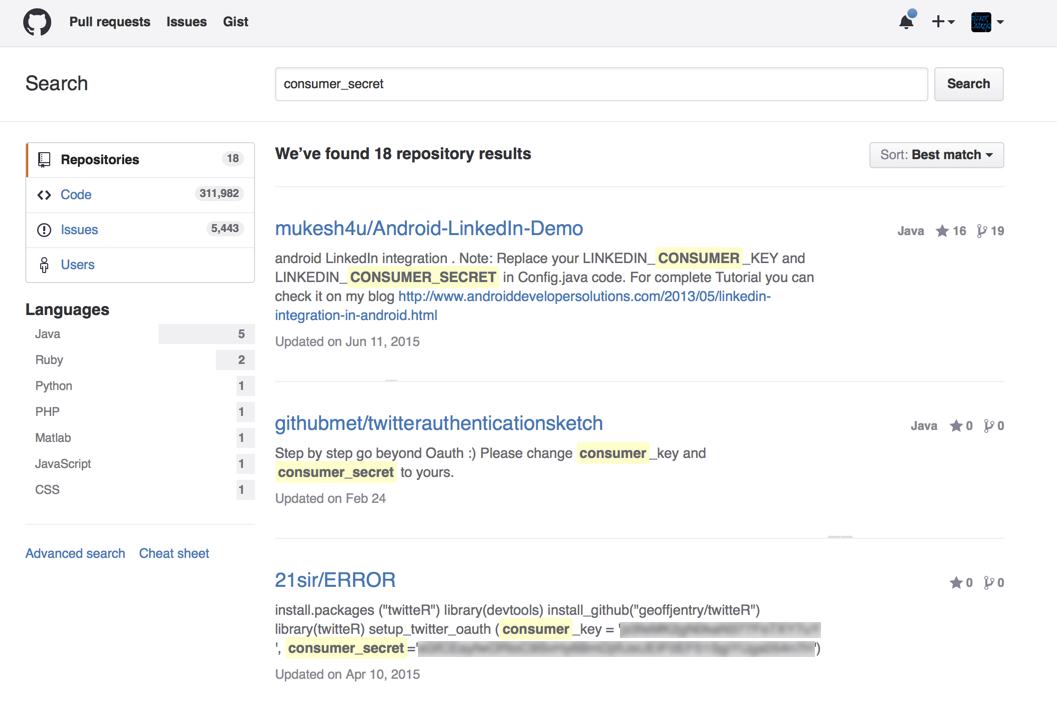 Pull requests Issues Gist
Search consumer_secret Search
Repositories 18
Code 311,982
Issues 5,443
Users
Languages
Java 5
Ruby 2
Python 1
PHP 1
Matlab 1
JavaScript 1
CSS 1
Advanced search Cheat sheet
We've found 18 repository results Sort: Best match
mukesh4u/Android-LinkedIn-Demo Java 16 19
android LinkedIn integration . Note: Replace your LINKEDIN_CONSUMER_KEY and
LINKEDIN_CONSUMER_SECRET in Config.java code. For complete Tutorial you can
check it on my blog http://www.androiddevelopersolutions.com/2013/05/linkedin-
integration-in-android.html
Updated on Jun 11, 2015
githubmet/twitterauthenticationsketch Java 0 0
Step by step go beyond Oauth :) Please change consumer_key and
consumer_secret to yours.
Updated on Feb 24
21sir/ERROR 0 0
install.packages ("twitteR") library(devtools) install_github("geoffjentry/twitteR")
library(twitteR) setup_twitter_oauth (consumer_key = '
', consumer_secret='')
Updated on Apr 10, 2015